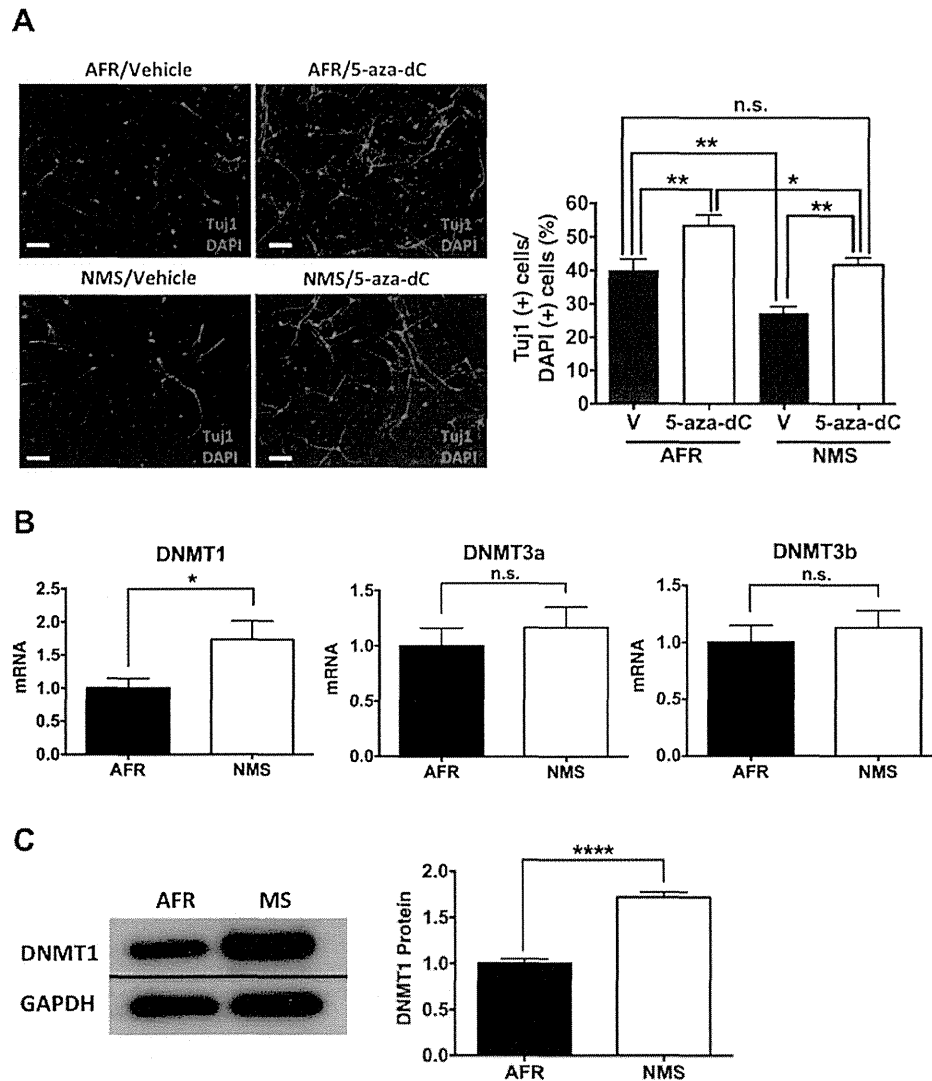 A
AFR/Vehicle
AFR/5-aza-dC
Tuj1
DAPI
Tuj1
DAPI
NMS/Vehicle
NMS/5-aza-dC
Tuj1
DAPI
Tuj1
DAPI
n.s.
**
**
*
**
Tuj1 (+) cells/
DAPI (+) cells (%)
60
50
40
30
20
10
0
V
5-aza-dC
V
5-aza-dC
AFR
NMS
B
DNMT1
*
mRNA
2.5
2.0
1.5
1.0
0.5
0.0
AFR
NMS
DNMT3a
n.s.
mRNA
1.5
1.0
0.5
0.0
AFR
NMS
DNMT3b
n.s.
mRNA
1.5
1.0
0.5
0.0
AFR
NMS
C
AFR
MS
DNMT1
GAPDH
****
DNMT1 Protein
2.0
1.5
1.0
0.5
0.0
AFR
NMS